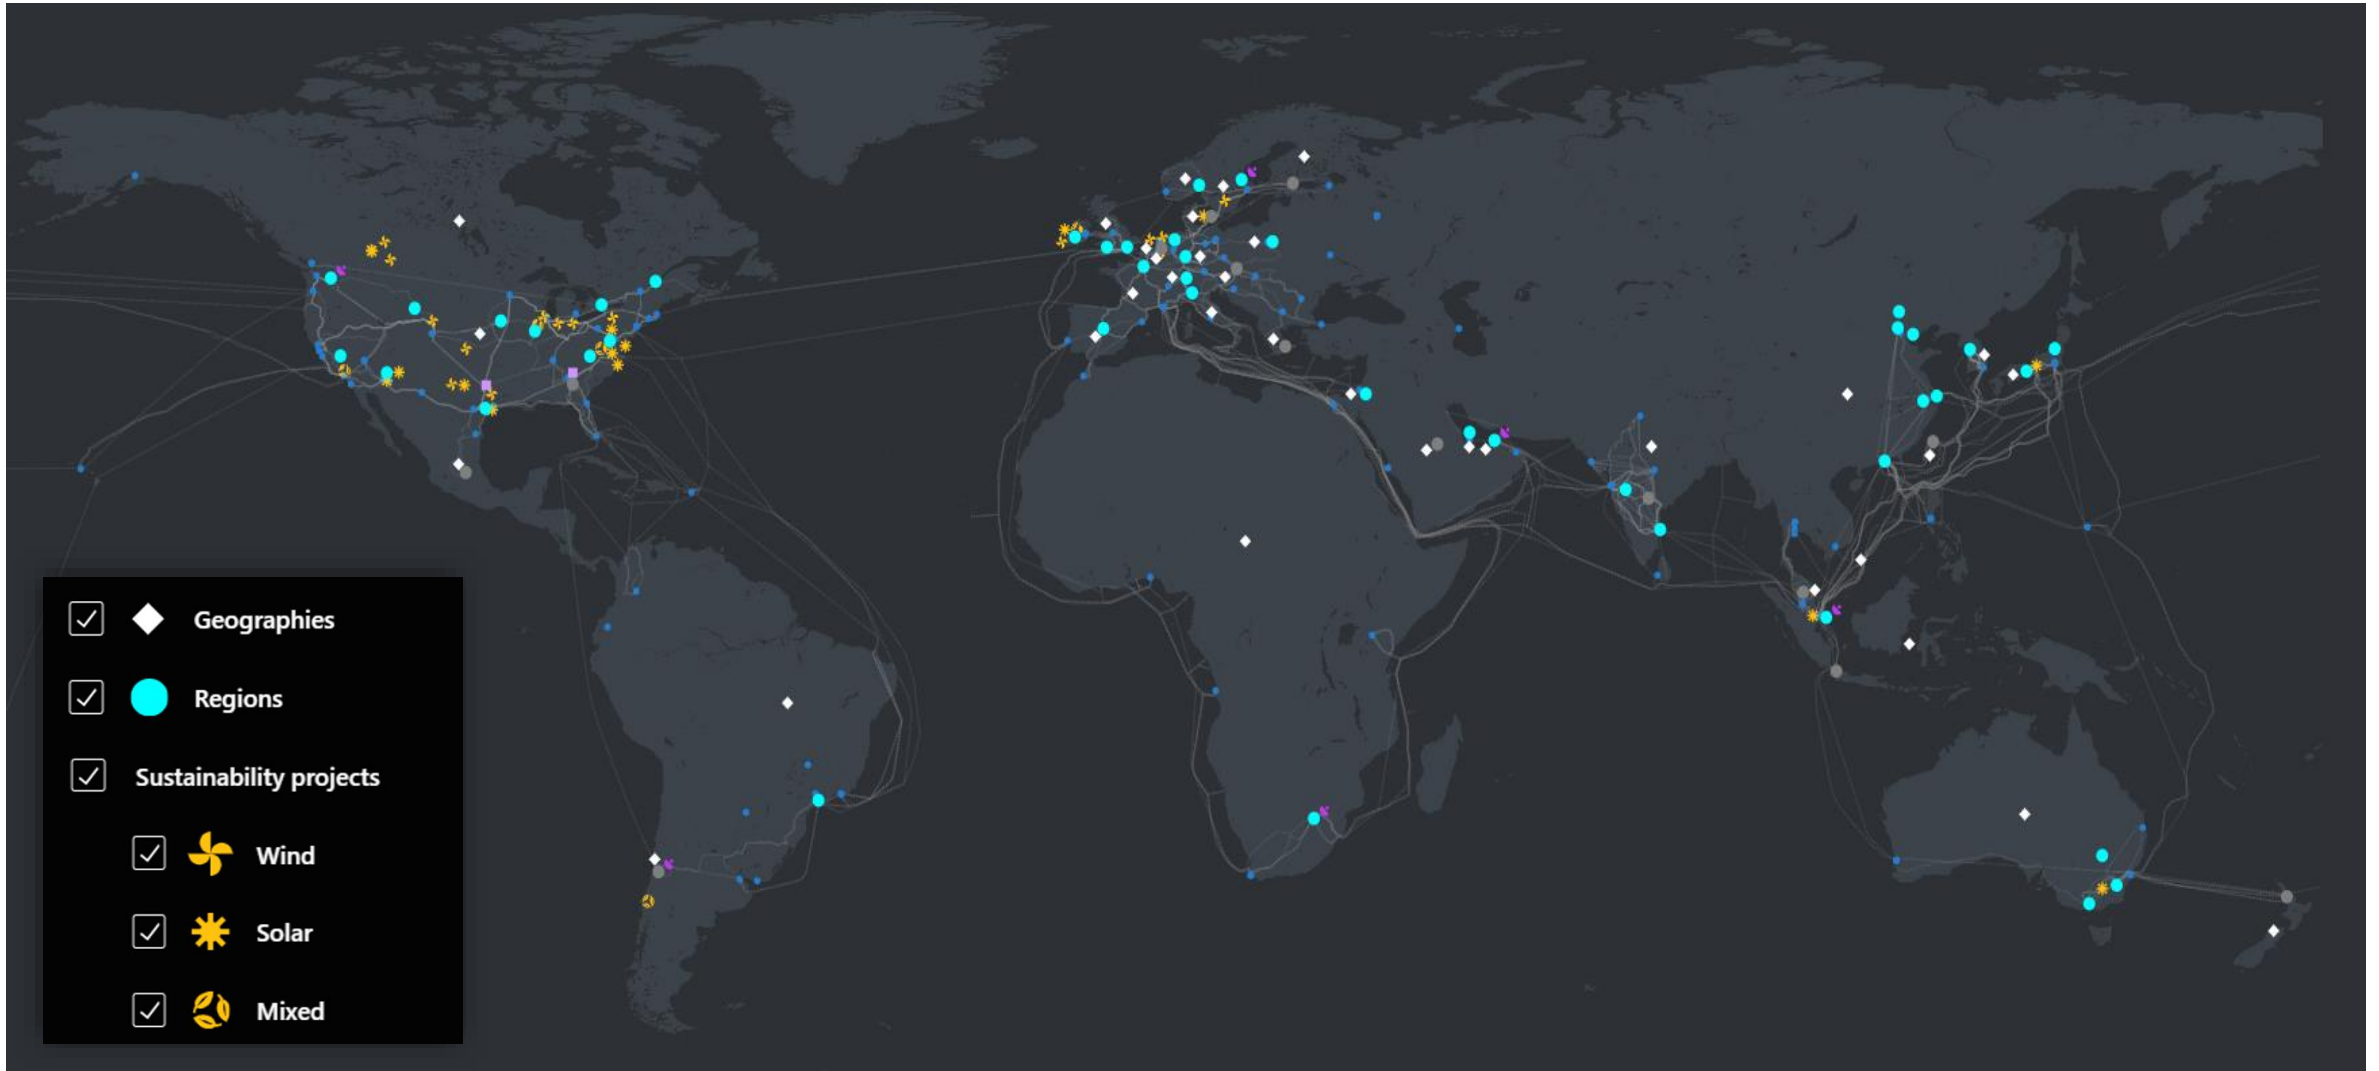 Geographies
Regions
Sustainability projects
Wind
Solar
Mixed